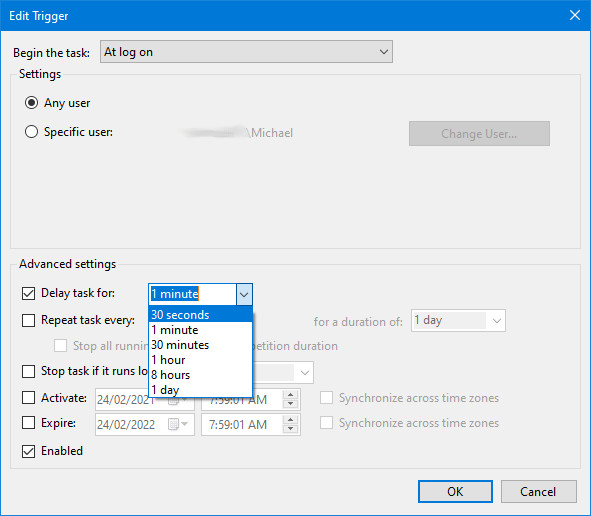 Edit Trigger
Begin the task: At log on
Settings
Any user
Specific user: \Michael Change User...
Advanced settings
Delay task for: 1 minute
30 seconds
Repeat task every: for a duration of: 1 day
1 minute
Stop all runnin petition duration
30 minutes
1 hour
Stop task if it runs lo
8 hours
1 day
Activate: 24/02/2021 7:59:01 AM Synchronize across time zones
Expire: 24/02/2022 7:59:01 AM Synchronize across time zones
Enabled
OK Cancel